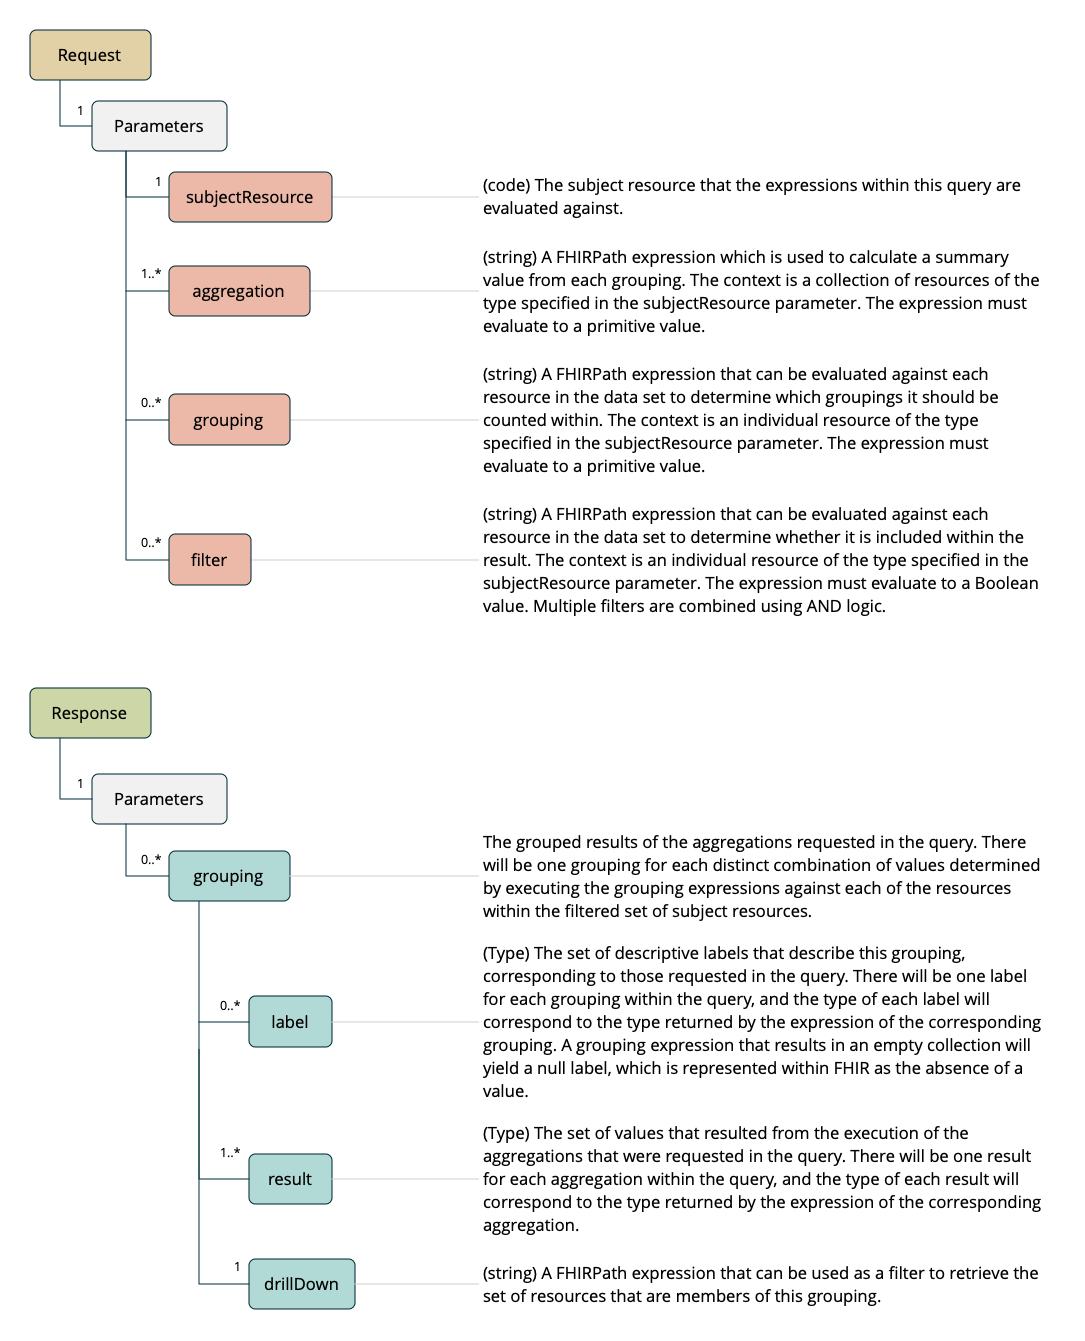 Request
1
Parameters
1
subjectResource
(code) The subject resource that the expressions within this query are
evaluated against.
1..*
aggregation
(string) A FHIRPath expression which is used to calculate a summary
value from each grouping. The context is a collection of resources of the
type specified in the subjectResource parameter. The expression must
evaluate to a primitive value.
0..*
grouping
(string) A FHIRPath expression that can be evaluated against each
resource in the data set to determine which groupings it should be
counted within. The context is an individual resource of the type
specified in the subjectResource parameter. The expression must
evaluate to a primitive value.
0..*
filter
(string) A FHIRPath expression that can be evaluated against each
resource in the data set to determine whether it is included within the
result. The context is an individual resource of the type specified in the
subjectResource parameter. The expression must evaluate to a Boolean
value. Multiple filters are combined using AND logic.
Response
1
Parameters
0..*
grouping
The grouped results of the aggregations requested in the query. There
will be one grouping for each distinct combination of values determined
by executing the grouping expressions against each of the resources
within the filtered set of subject resources.
0..*
label
(Type) The set of descriptive labels that describe this grouping,
corresponding to those requested in the query. There will be one label
for each grouping within the query, and the type of each label will
correspond to the type returned by the expression of the corresponding
grouping. A grouping expression that results in an empty collection will
yield a null label, which is represented within FHIR as the absence of a
value.
1..*
result
(Type) The set of values that resulted from the execution of the
aggregations that were requested in the query. There will be one result
for each aggregation within the query, and the type of each result will
correspond to the type returned by the expression of the corresponding
aggregation.
1
drillDown
(string) A FHIRPath expression that can be used as a filter to retrieve the
set of resources that are members of this grouping.